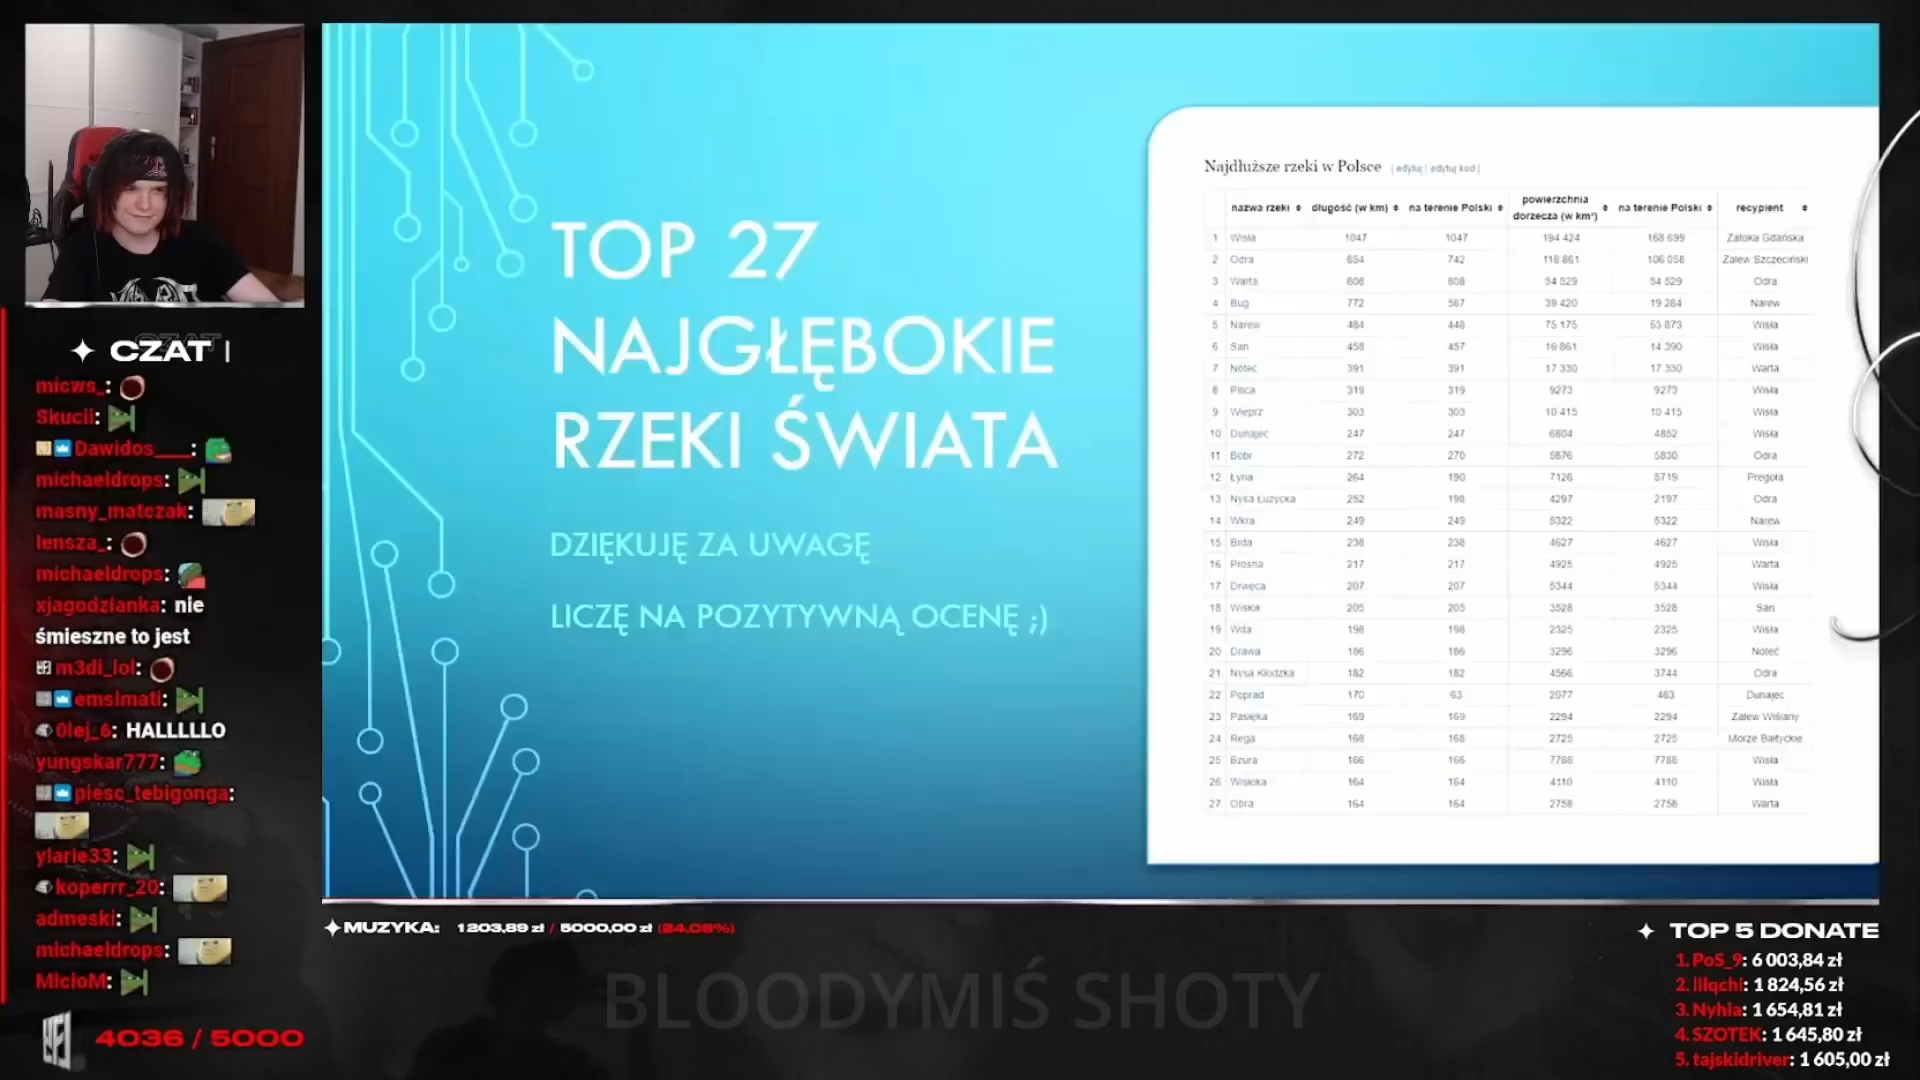 ✦ CZAT |
micws_:
Skucii:
Dawidos____:
michaeldrops:
masny_matczak:
lensza_:
michaeldrops:
xjagodzianka: nie
śmieszne to jest
m3di_lol:
emsimati:
0lej_6: HALLLLLO
yungskar777:
piesc_tebigonga:
ylarie33:
koperrr_20:
admeski:
michaeldrops:
MicioM:
4036 / 5000
TOP 27
NAJGŁĘBOKIE
RZEKI ŚWIATA
DZIĘKUJĘ ZA UWAGĘ
LICZĘ NA POZYTYWNĄ OCENĘ ;)
Najdłuższe rzeki w Polsce [ edytuj | edytuj kod ]
nazwa rzeki długość (w km) na terenie Polski powierzchnia dorzecza (w km²) na terenie Polski recypient
1 Wisła 1047 1047 194 424 168 699 Zatoka Gdańska
2 Odra 854 742 118 861 106 056 Zalew Szczeciński
3 Warta 808 808 54 529 54 529 Odra
4 Bug 772 587 39 420 19 284 Narew
5 Narew 484 448 75 175 53 873 Wisła
6 San 458 457 16 861 14 390 Wisła
7 Noteć 391 391 17 330 17 330 Warta
8 Pilica 319 319 9273 9273 Wisła
9 Wieprz 303 303 10 415 10 415 Wisła
10 Dunajec 247 247 6804 4852 Wisła
11 Bóbr 272 270 5876 5830 Odra
12 Łyna 264 190 7126 5719 Pregoła
13 Nysa Łużycka 252 198 4297 2197 Odra
14 Wkra 249 249 5322 5322 Narew
15 Brda 238 238 4627 4627 Wisła
16 Prosna 217 217 4925 4925 Warta
17 Drwęca 207 207 5344 5344 Wisła
18 Wisłok 205 205 3528 3528 San
19 Wda 198 198 2325 2325 Wisła
20 Drawa 186 186 3296 3296 Noteć
21 Nysa Kłodzka 182 182 4566 3744 Odra
22 Poprad 170 63 2077 483 Dunajec
23 Pasłęka 169 169 2294 2294 Zalew Wiślany
24 Rega 168 168 2725 2725 Morze Bałtyckie
25 Bzura 166 166 7788 7788 Wisła
26 Wisłoka 164 164 4110 4110 Wisła
27 Obra 164 164 2758 2758 Warta
✦MUZYKA: 1203,89 zł / 5000,00 zł (24.08%)
BLOODYMIŚ SHOTY
✦ TOP 5 DONATE
1. PoS_9: 6 003,84 zł
2. lilqchi: 1 824,56 zł
3. Nyhia: 1 654,81 zł
4. SZOTEK: 1 645,80 zł
5. tajskidriver: 1 605,00 zł